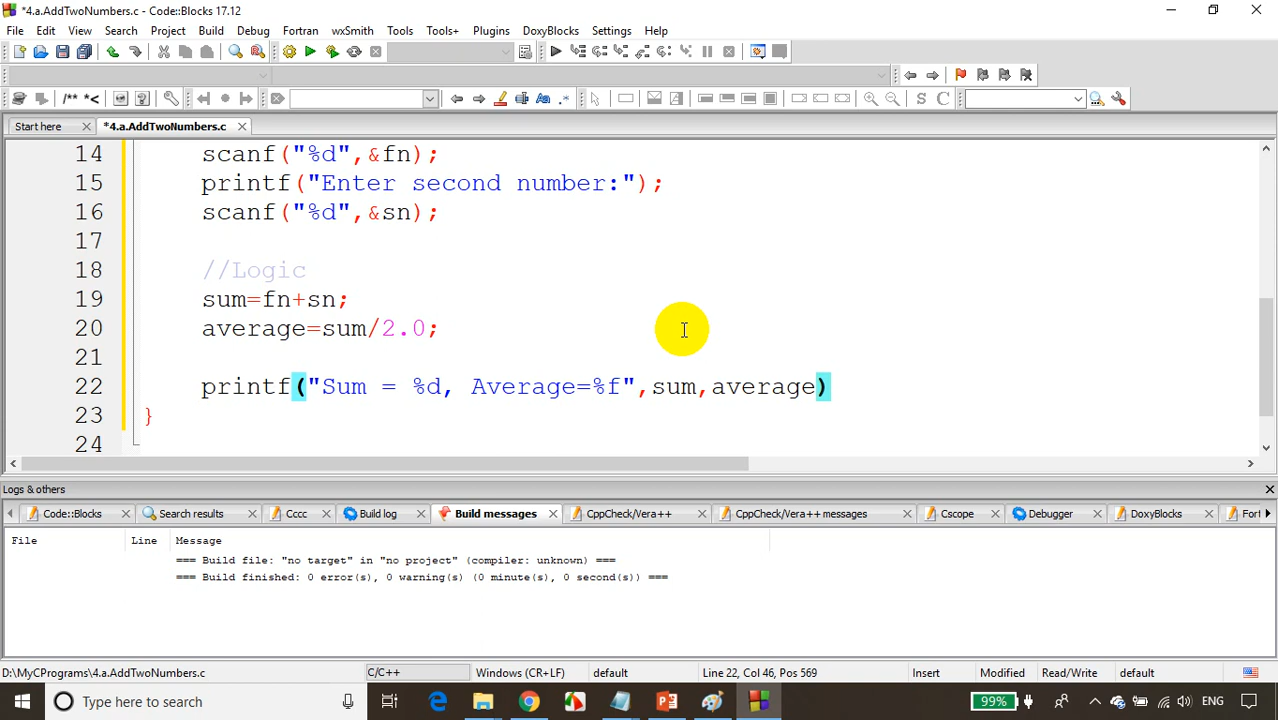 *4.a.AddTwoNumbers.c - Code::Blocks 17.12
File Edit View Search Project Build Debug Fortran wxSmith Tools Tools+ Plugins DoxyBlocks Settings Help
/** *<
S C
Start here *4.a.AddTwoNumbers.c
14 scanf("%d",&fn);
15 printf("Enter second number:");
16 scanf("%d",&sn);
17
18 //Logic
19 sum=fn+sn;
20 average=sum/2.0;
21
22 printf("Sum = %d, Average=%f",sum,average)
23 }
24
Logs & others
Code::Blocks Search results Cccc Build log Build messages CppCheck/Vera++ CppCheck/Vera++ messages Cscope Debugger DoxyBlocks Fort
File Line Message
=== Build file: "no target" in "no project" (compiler: unknown) ===
=== Build finished: 0 error(s), 0 warning(s) (0 minute(s), 0 second(s)) ===
D:\MyCPrograms\4.a.AddTwoNumbers.c C/C++ Windows (CR+LF) default Line 22, Col 46, Pos 569 Insert Modified Read/Write default
Type here to search 99% ENG